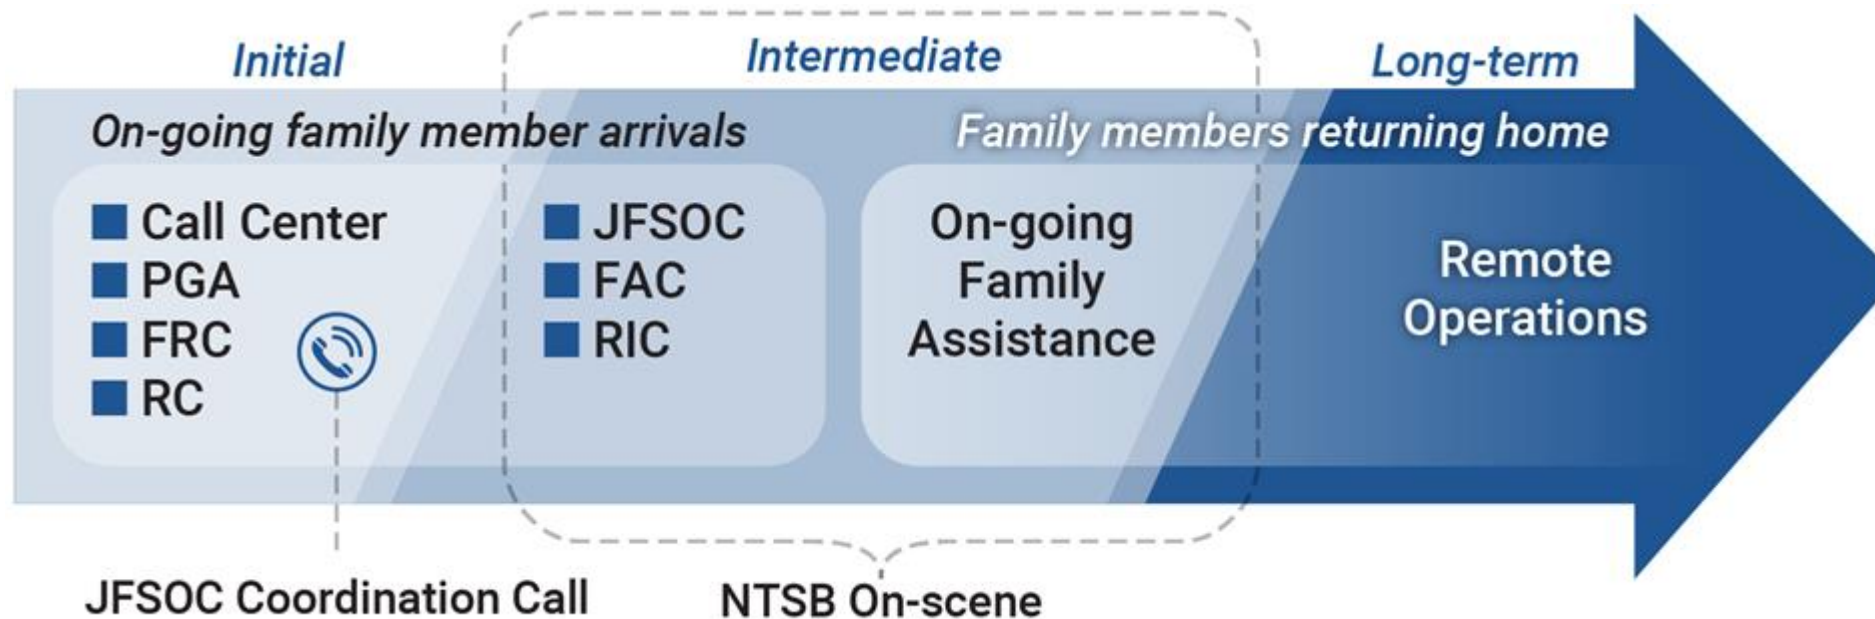 Initial
Intermediate
Long-term
On-going family member arrivals
Family members returning home
Call Center
PGA
FRC
RC
JFSOC
FAC
RIC
On-going
Family
Assistance
Remote
Operations
JFSOC Coordination Call
NTSB On-scene